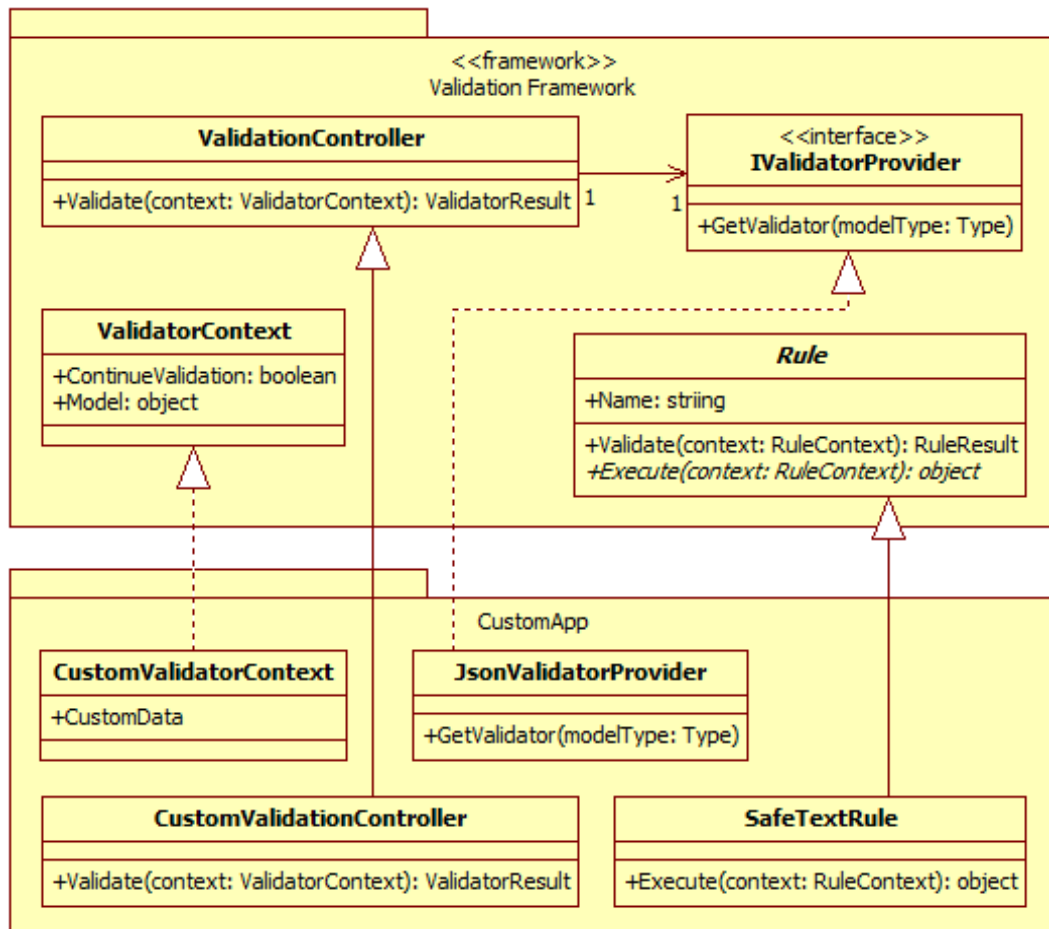 <<framework>>
Validation Framework
ValidationController
+Validate(context: ValidatorContext): ValidatorResult
1
1
<<interface>>
IValidatorProvider
+GetValidator(modelType: Type)
ValidatorContext
+ContinueValidation: boolean
+Model: object
Rule
+Name: striing
+Validate(context: RuleContext): RuleResult
+Execute(context: RuleContext): object
CustomApp
CustomValidatorContext
+CustomData
JsonValidatorProvider
+GetValidator(modelType: Type)
CustomValidationController
+Validate(context: ValidatorContext): ValidatorResult
SafeTextRule
+Execute(context: RuleContext): object